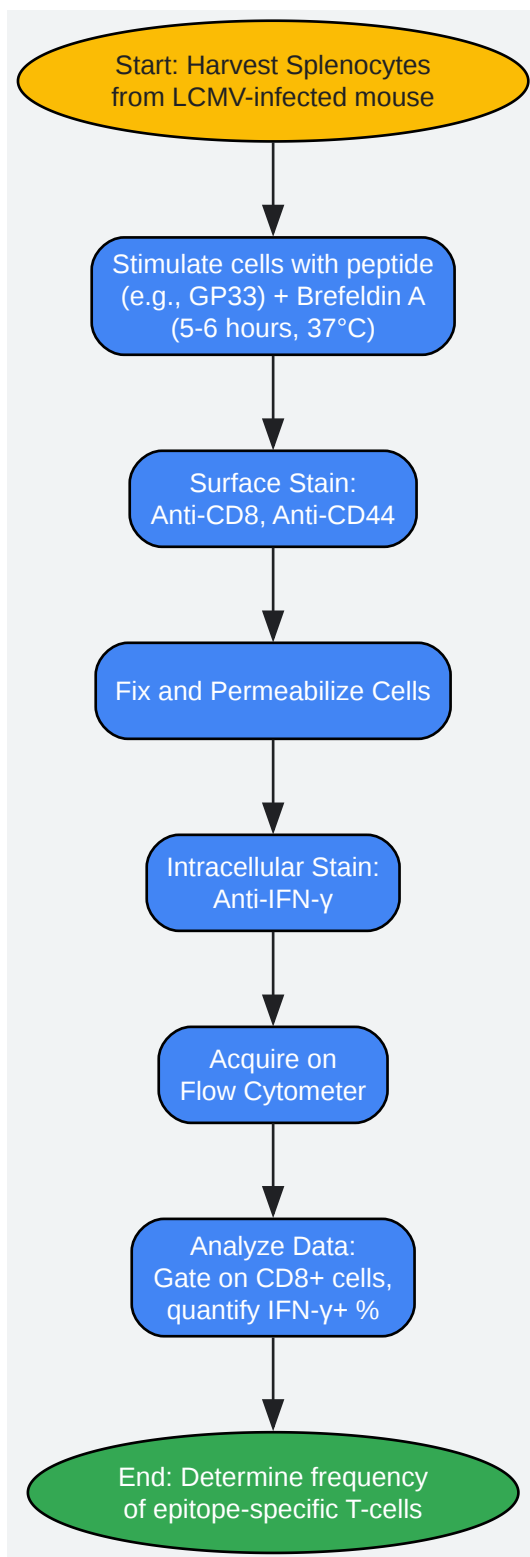 Start: Harvest Splenocytes
from LCMV-infected mouse
Stimulate cells with peptide
(e.g., GP33) + Brefeldin A
(5-6 hours, 37°C)
Surface Stain:
Anti-CD8, Anti-CD44
Fix and Permeabilize Cells
Intracellular Stain:
Anti-IFN-γ
Acquire on
Flow Cytometer
Analyze Data:
Gate on CD8+ cells,
quantify IFN-γ+ %
End: Determine frequency
of epitope-specific T-cells